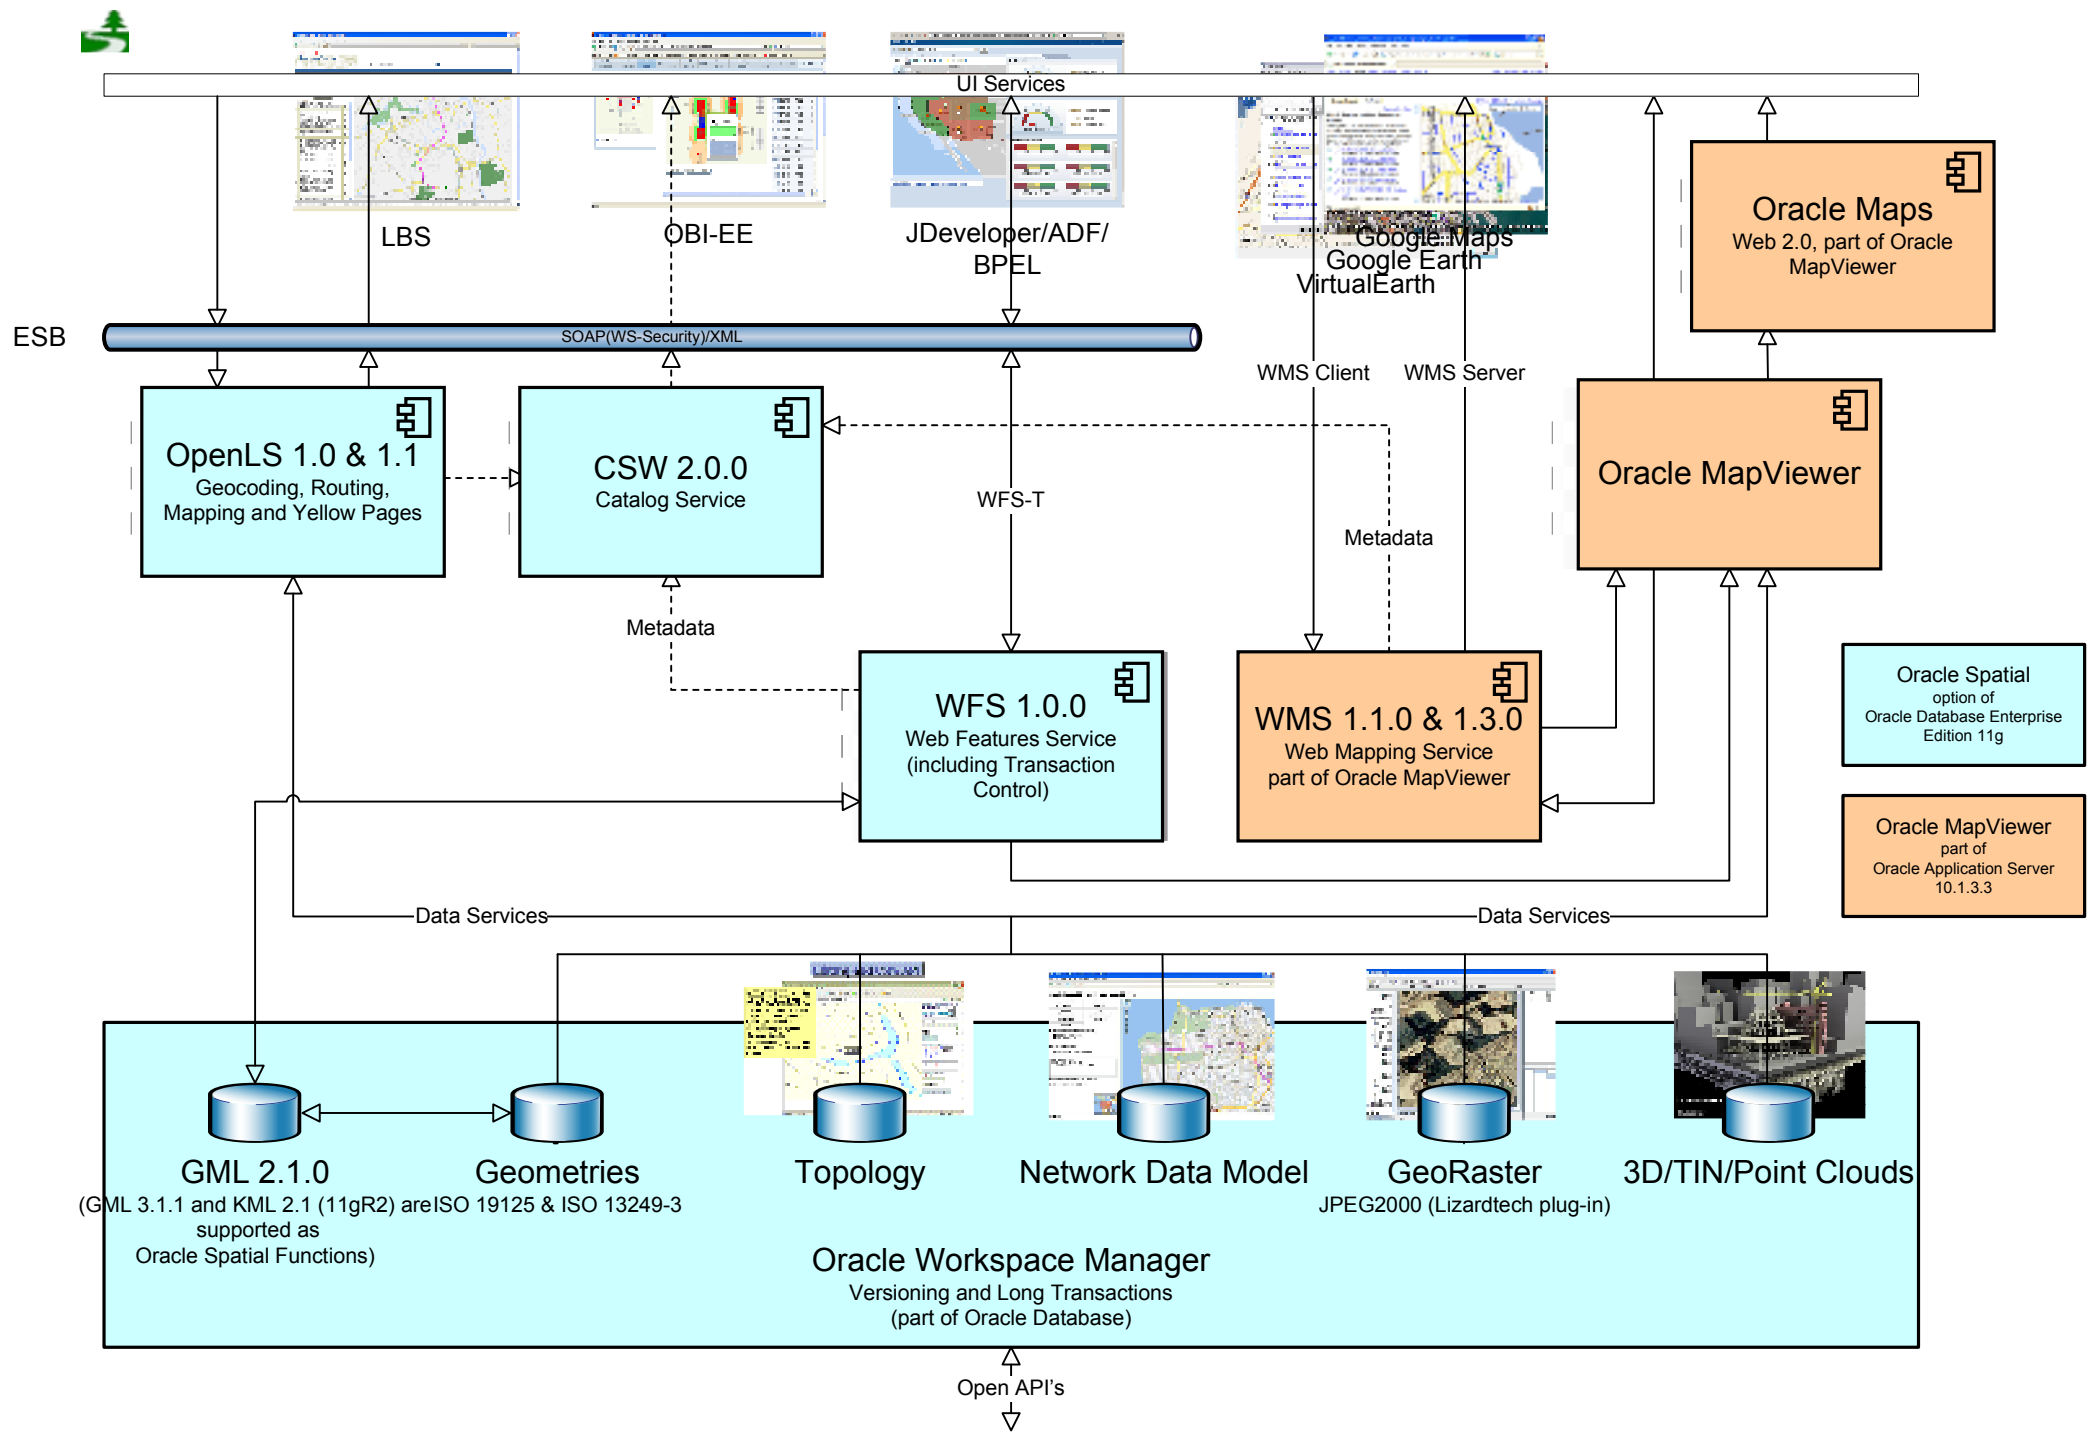 UI Services
LBS
OBI-EE
JDeveloper/ADF/
BPEL
Google Maps
Google Earth
VirtualEarth
Oracle Maps
Web 2.0, part of Oracle
MapViewer
ESB
SOAP(WS-Security)/XML
WMS Client
WMS Server
OpenLS 1.0 & 1.1
Geocoding, Routing,
Mapping and Yellow Pages
CSW 2.0.0
Catalog Service
WFS-T
Metadata
Oracle MapViewer
Metadata
WFS 1.0.0
Web Features Service
(including Transaction
Control)
WMS 1.1.0 & 1.3.0
Web Mapping Service
part of Oracle MapViewer
Oracle Spatial
option of
Oracle Database Enterprise
Edition 11g
Oracle MapViewer
part of
Oracle Application Server
10.1.3.3
Data Services
Data Services
GML 2.1.0
(GML 3.1.1 and KML 2.1 (11gR2) are
supported as
Oracle Spatial Functions)
Geometries
ISO 19125 & ISO 13249-3
Topology
Network Data Model
GeoRaster
JPEG2000 (Lizardtech plug-in)
3D/TIN/Point Clouds
Oracle Workspace Manager
Versioning and Long Transactions
(part of Oracle Database)
Open API's